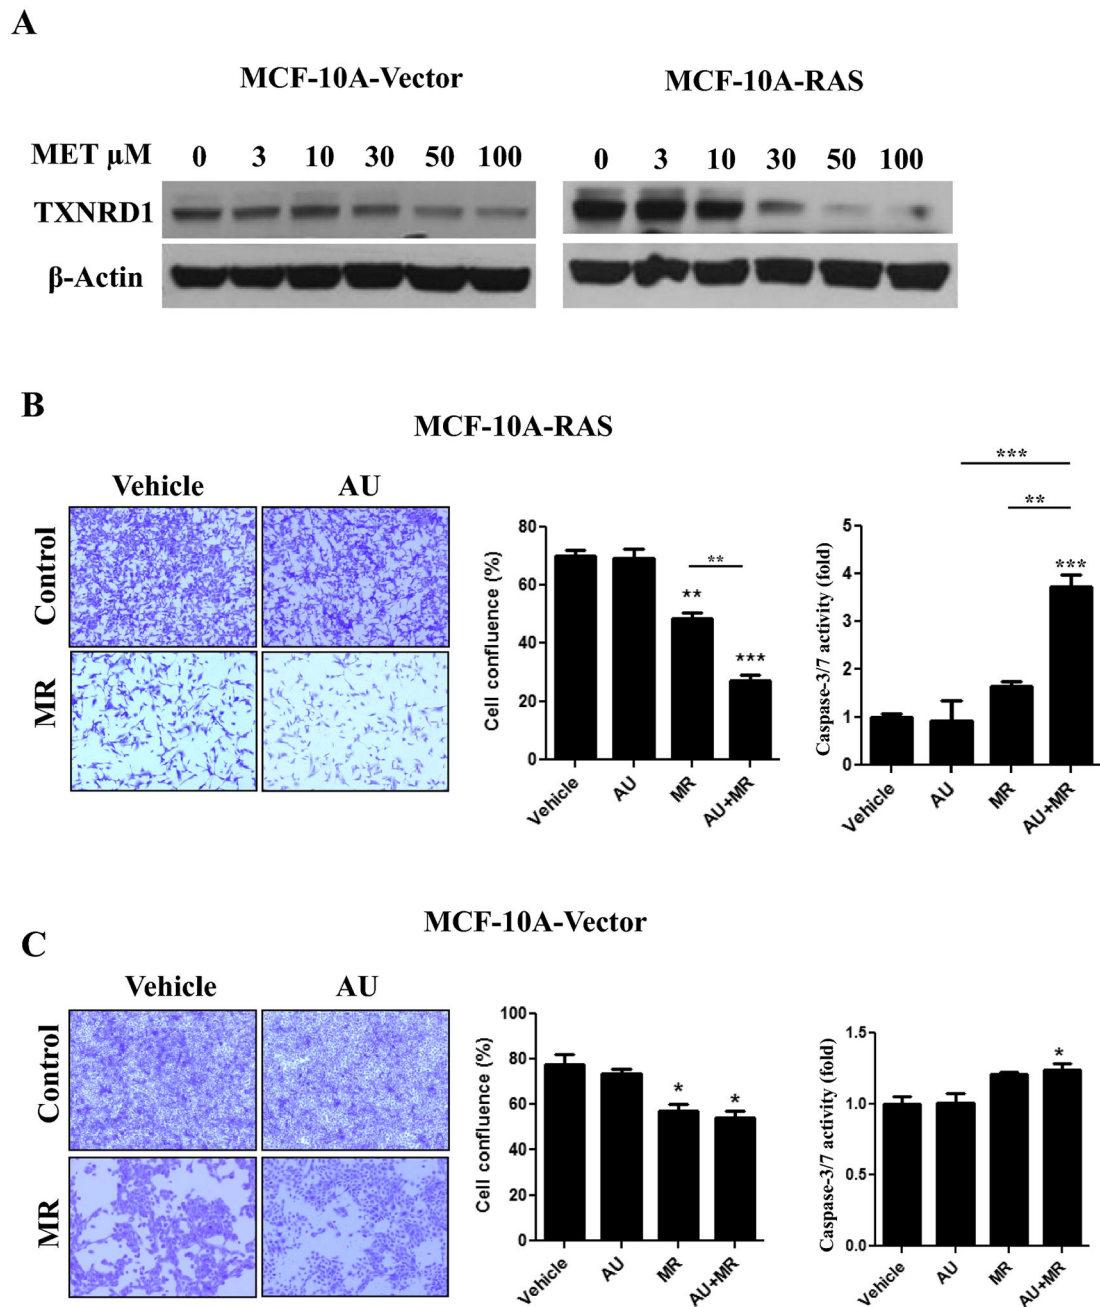 A
MCF-10A-Vector
MCF-10A-RAS
MET μM 0 3 10 30 50 100 0 3 10 30 50 100
TXNRD1
β-Actin
B
MCF-10A-RAS
Vehicle AU
Control
MR
Cell confluence (%)
80
60
40
20
0
**
**
***
Vehicle AU MR AU+MR
Caspase-3/7 activity (fold)
5
4
3
2
1
0
***
**
***
Vehicle AU MR AU+MR
MCF-10A-Vector
C
Vehicle AU
Control
MR
Cell confluence (%)
100
80
60
40
20
0
*
*
Vehicle AU MR AU+MR
Caspase-3/7 activity (fold)
1.5
1.0
0.5
0.0
*
Vehicle AU MR AU+MR